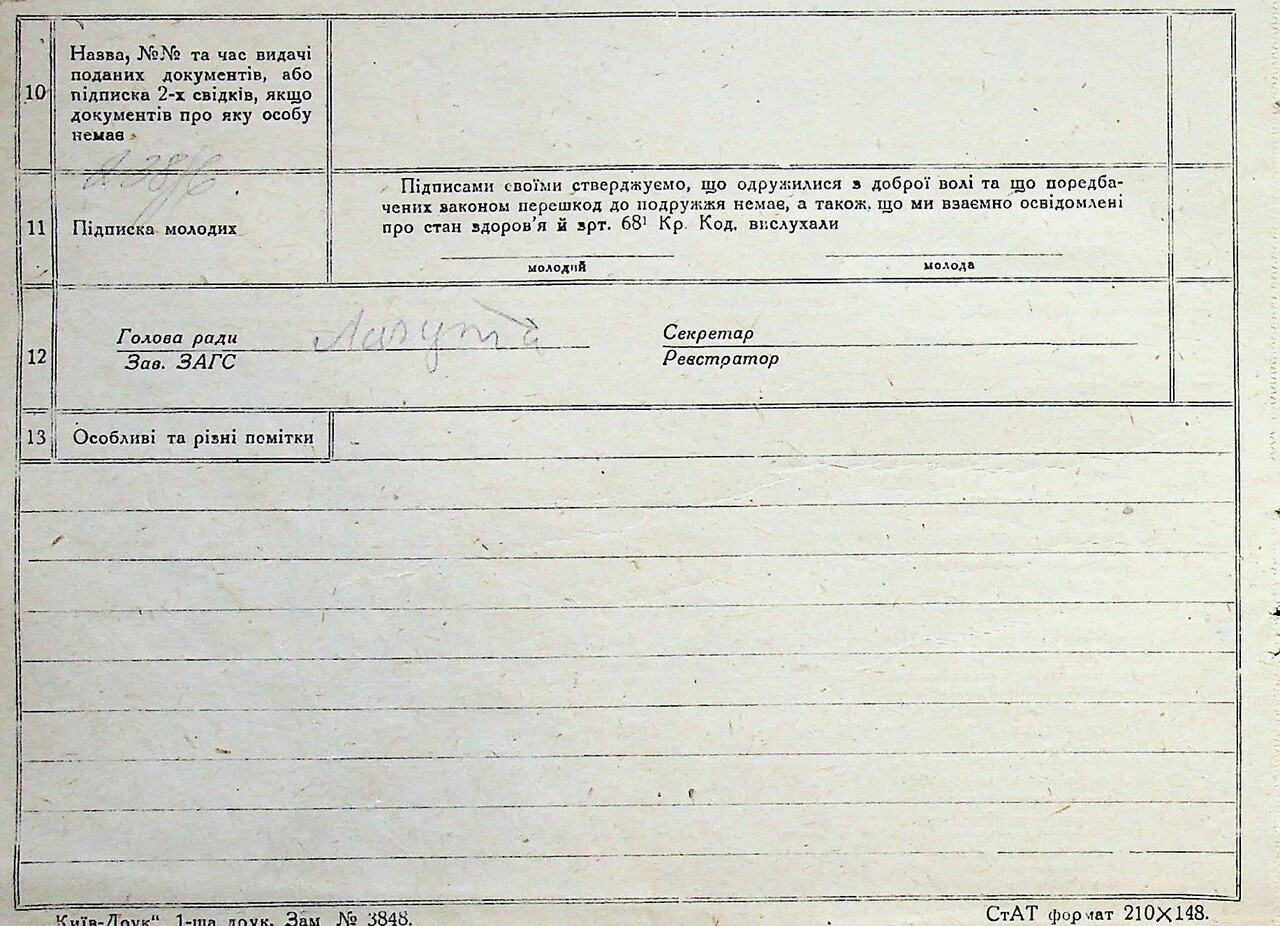 10
Назва, №№ та час видачі
поданих документів, або
підписка 2-х свідків, якщо
документів про яку особу
немає
11
Підписка молодих
Підписами своїми стверджуємо, що одружилися з доброї волі та що поредба-
чених законом перешкод до подружжя немає, а також, що ми взаємно освідомлені
про стан здоров'я й арт. 68¹ Кр. Код. вислухали
молодий
молода
12
Голова ради
Секретар
Зав. ЗАГС
Реєстратор
13
Особливі та різні помітки
Київ-Друк“ 1-ша друк. Зам № 3848.
СтАТ формат 210×148.